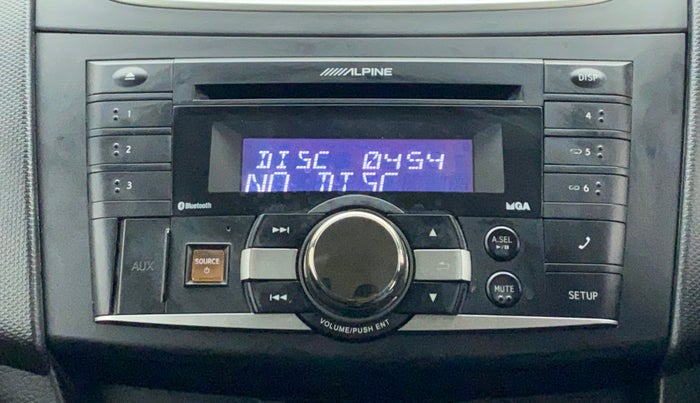 ALPINE
DISP
1
4
2
5
3
6
DISC 0454
NO DISC
Bluetooth
MGA
AUX
SOURCE
A.SEL
MUTE
SETUP
VOLUME/PUSH ENT